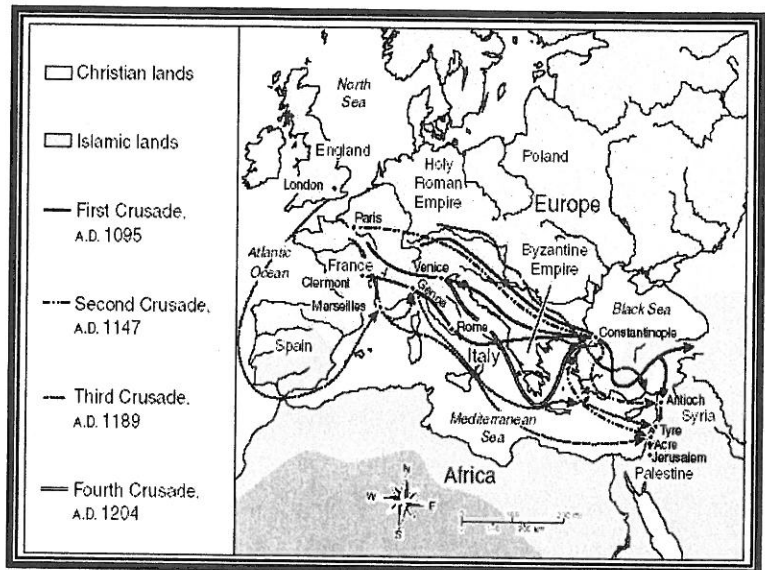 Christian lands
Islamic lands
First Crusade,
A.D. 1095
Second Crusade,
A.D. 1147
Third Crusade,
A.D. 1189
Fourth Crusade,
A.D. 1204
North
Sea
England
London
Holy
Roman
Empire
Poland
Europe
Paris
Atlantic
Ocean
France
Clermont
Venice
Byzantine
Empire
Genoa
Marseilles
Black Sea
Constantinople
Rome
Spain
Italy
Antioch
Syria
Mediterranean
Sea
Tyre
Acre
Jerusalem
Palestine
Africa
N
W
E
S